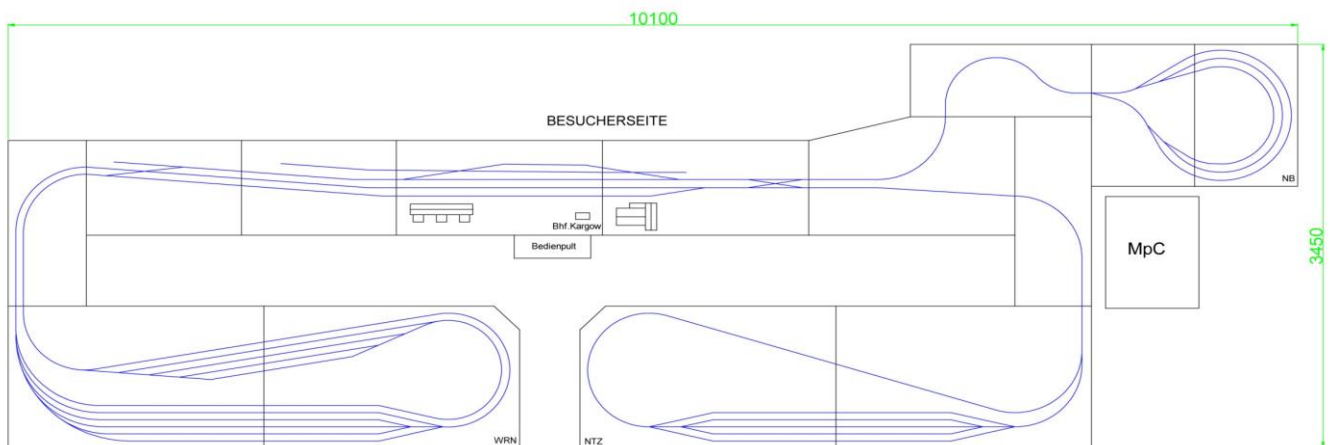 10100
BESUCHERSEITE
NB
3450
MpC
Bhf.Kargow
Bedienpult
WRN
NTZ